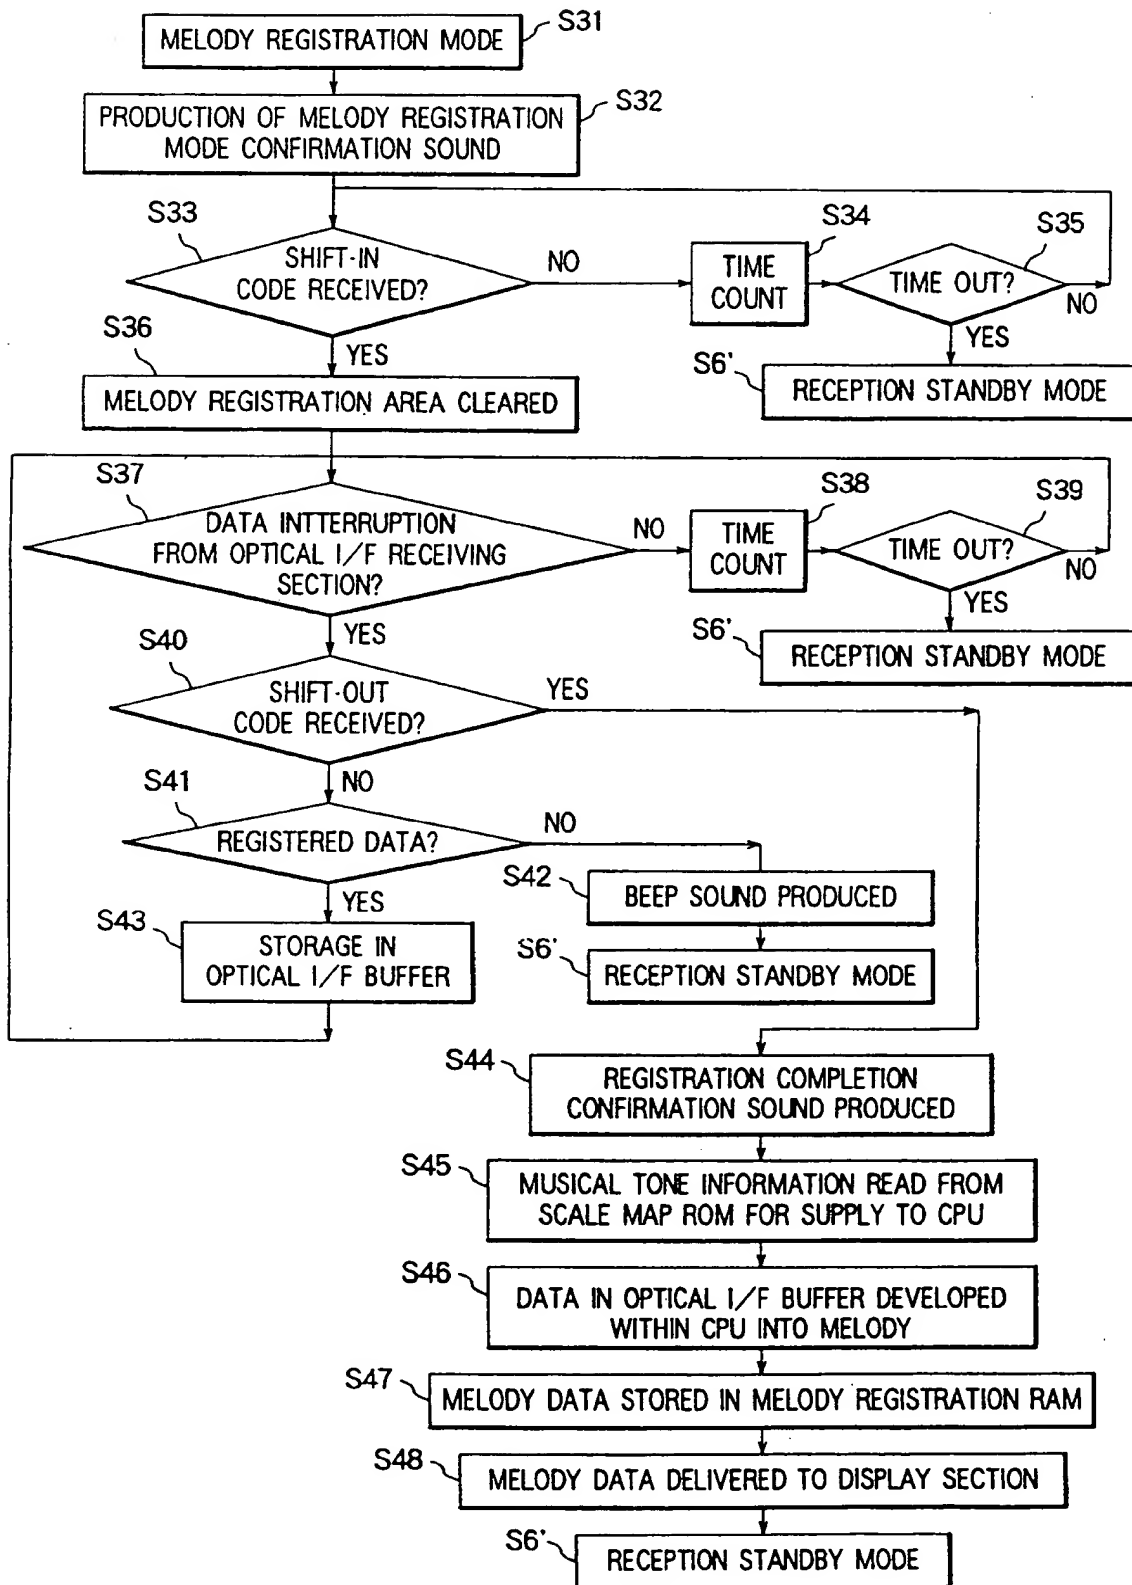 MELODY REGISTRATION MODE
S31
PRODUCTION OF MELODY REGISTRATION
MODE CONFIRMATION SOUND
S32
S33
SHIFT-IN
CODE RECEIVED?
NO
YES
S34
TIME
COUNT
S35
TIME OUT?
NO
YES
S6'
RECEPTION STANDBY MODE
S36
MELODY REGISTRATION AREA CLEARED
S37
DATA INTTERRUPTION
FROM OPTICAL I/F RECEIVING
SECTION?
NO
YES
S38
TIME
COUNT
S39
TIME OUT?
NO
YES
S6'
RECEPTION STANDBY MODE
S40
SHIFT-OUT
CODE RECEIVED?
YES
NO
S41
REGISTERED DATA?
NO
YES
S42
BEEP SOUND PRODUCED
S6'
RECEPTION STANDBY MODE
S43
STORAGE IN
OPTICAL I/F BUFFER
S44
REGISTRATION COMPLETION
CONFIRMATION SOUND PRODUCED
S45
MUSICAL TONE INFORMATION READ FROM
SCALE MAP ROM FOR SUPPLY TO CPU
S46
DATA IN OPTICAL I/F BUFFER DEVELOPED
WITHIN CPU INTO MELODY
S47
MELODY DATA STORED IN MELODY REGISTRATION RAM
S48
MELODY DATA DELIVERED TO DISPLAY SECTION
S6'
RECEPTION STANDBY MODE